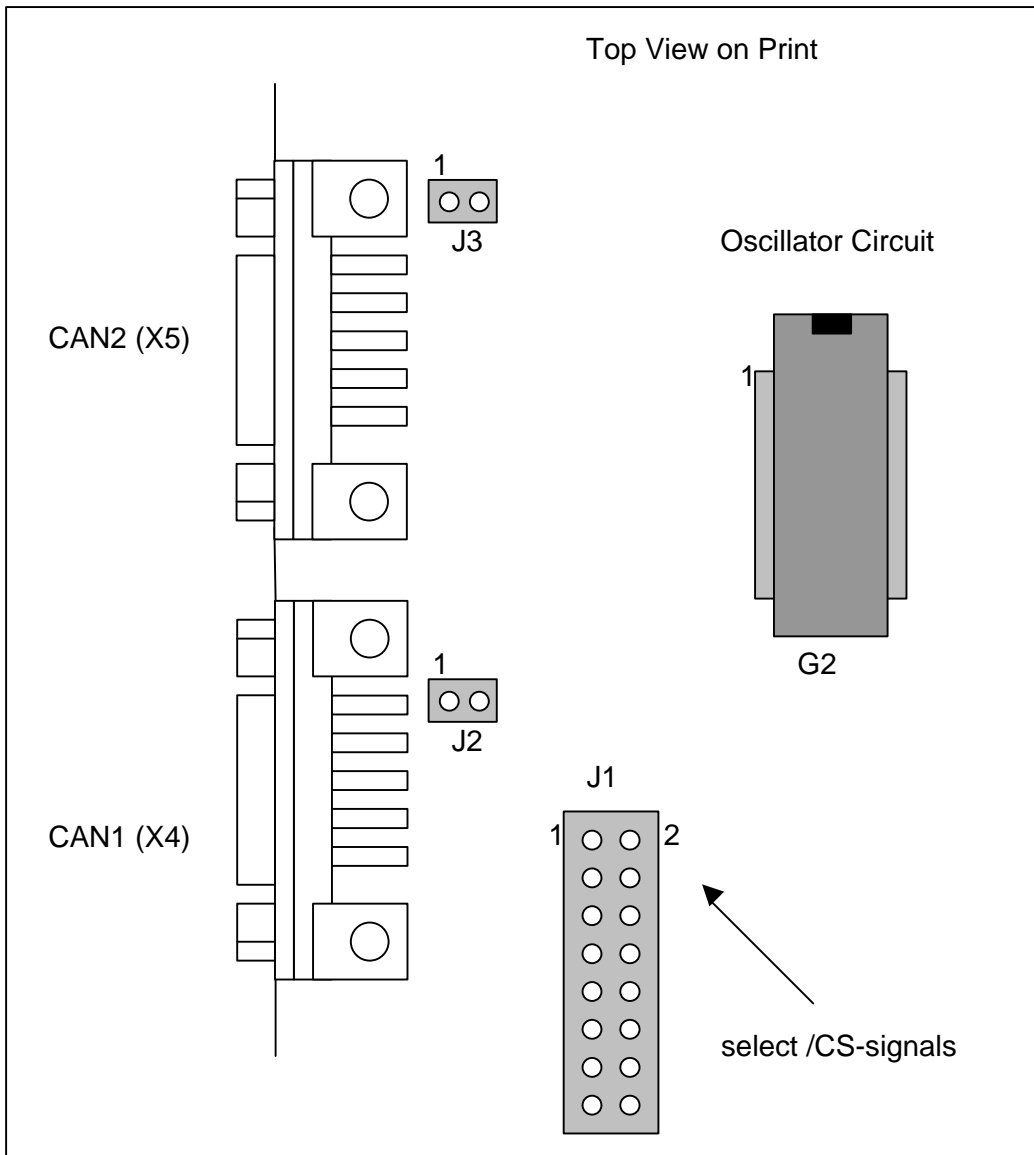 Top View on Print
1
J3
Oscillator Circuit
CAN2 (X5)
1
G2
1
J2
J1
CAN1 (X4)
1 2
select /CS-signals